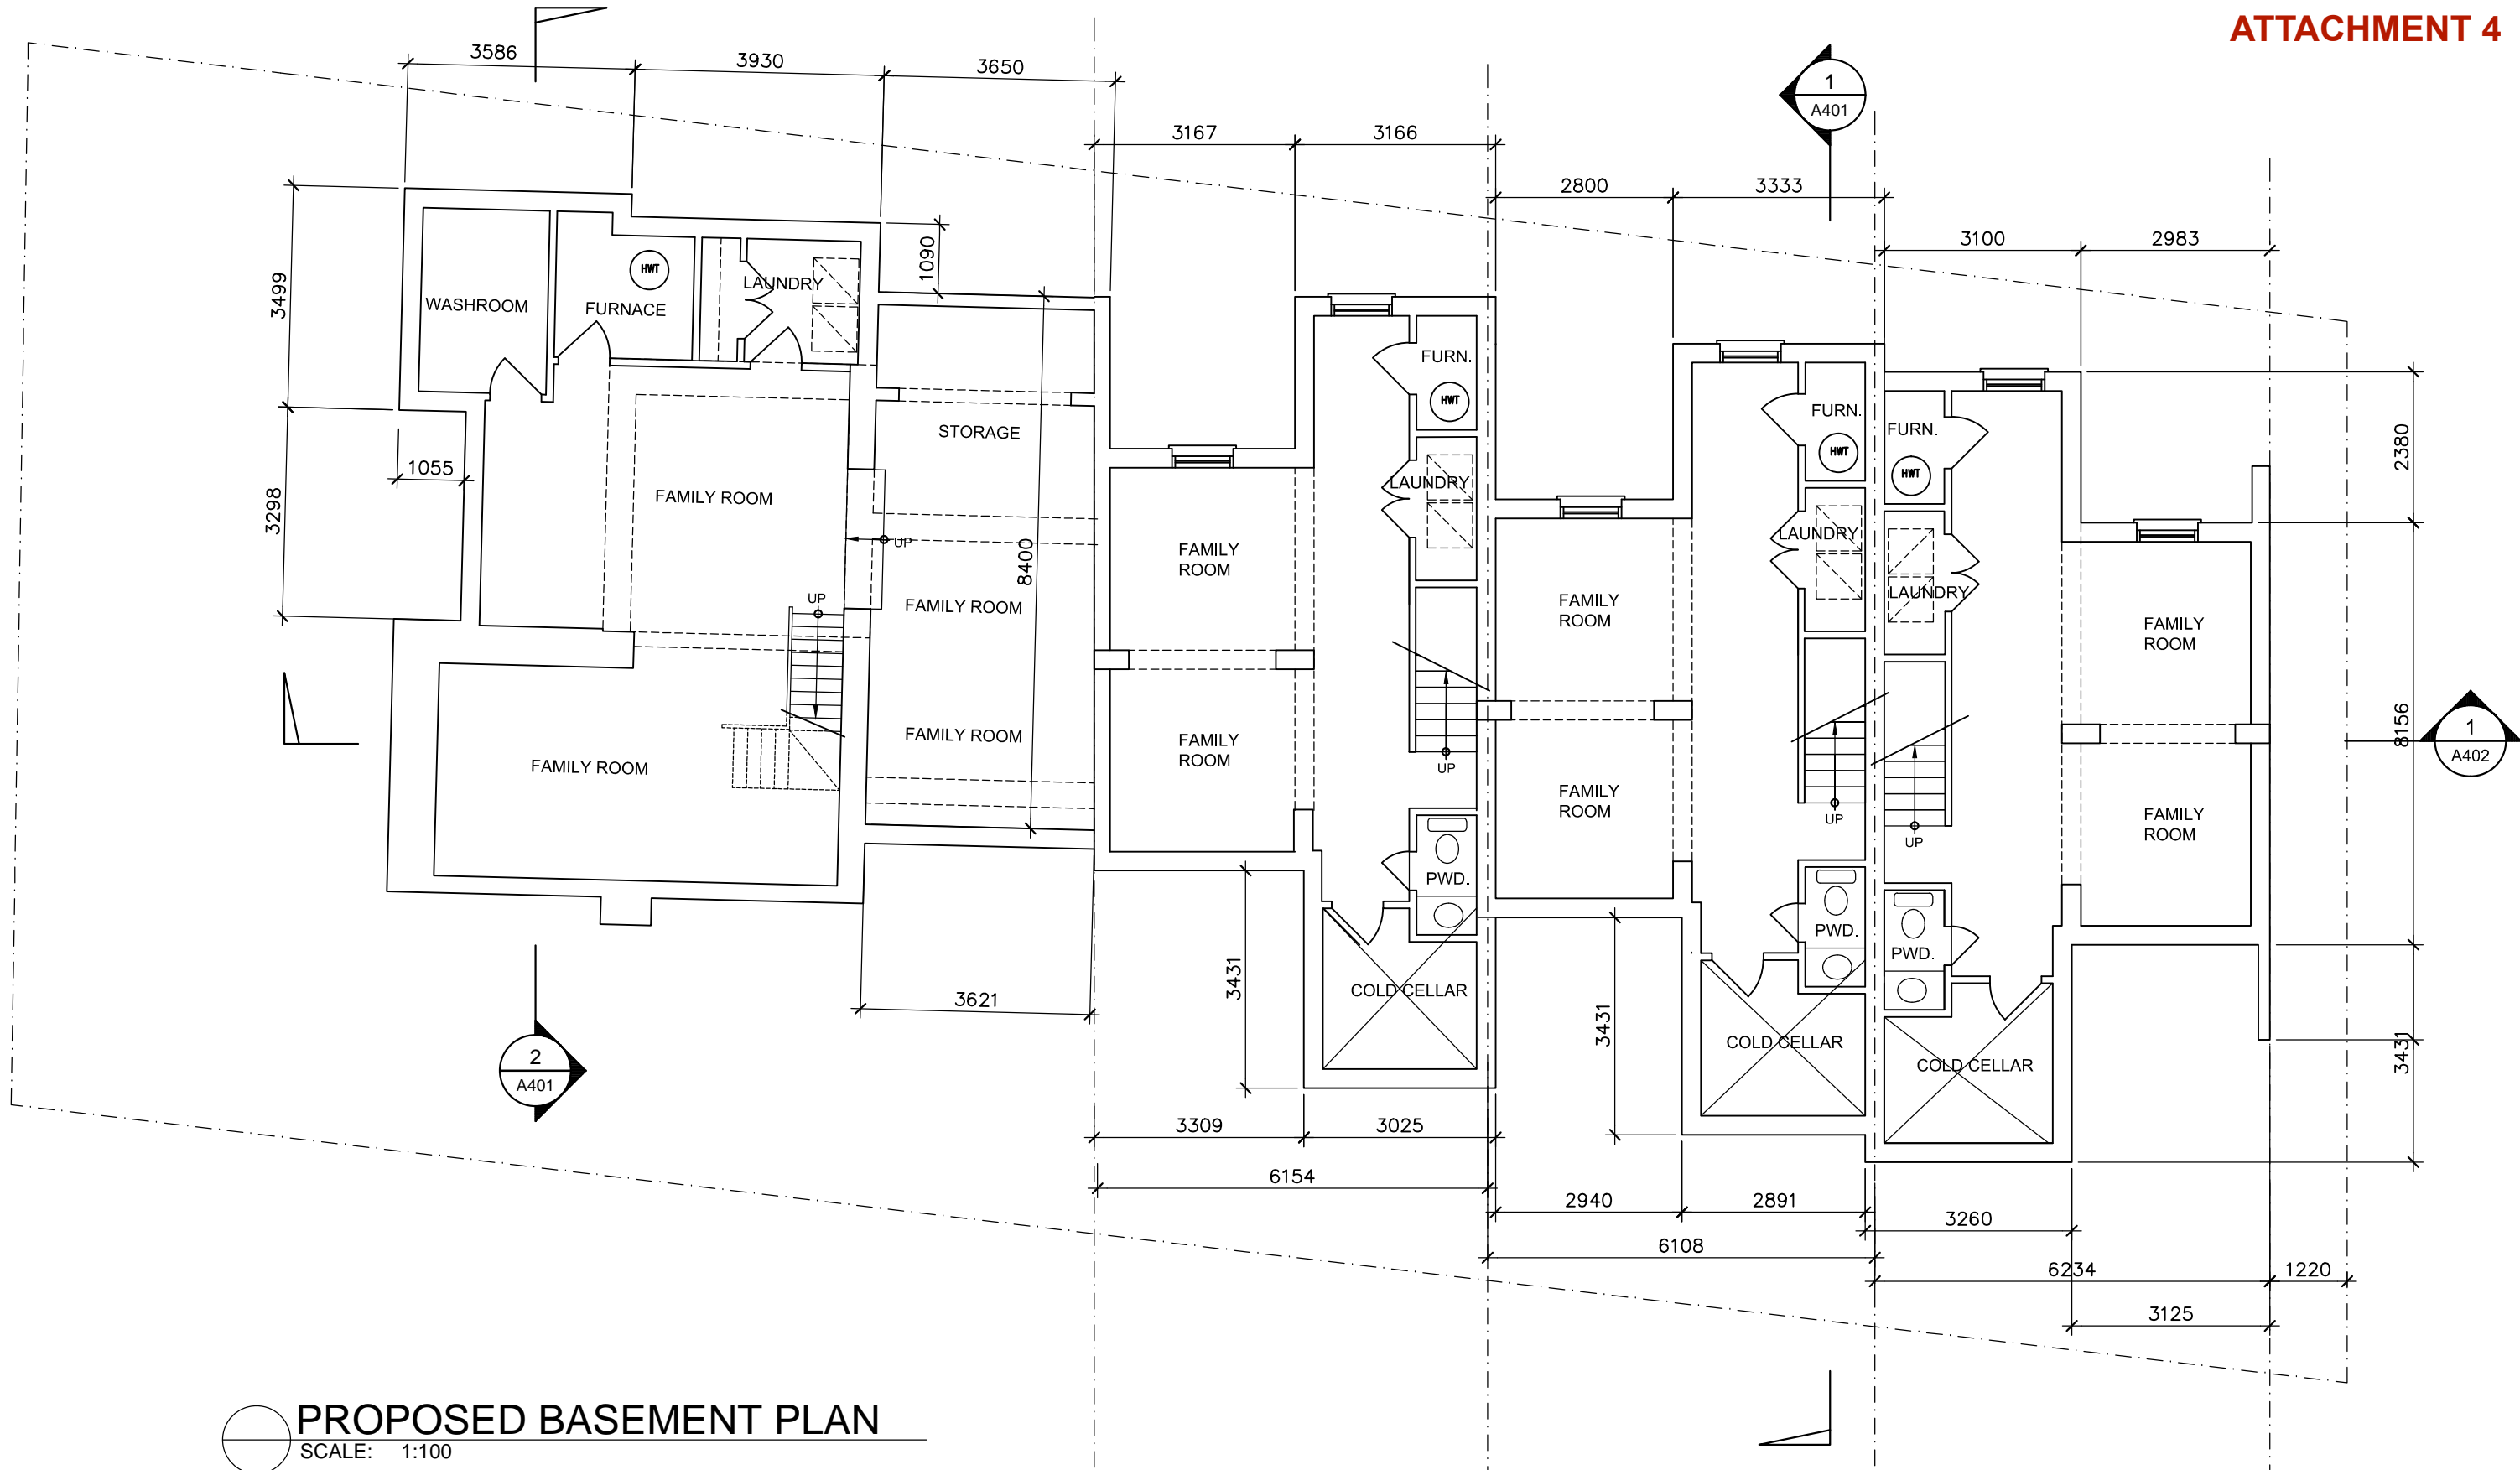 ATTACHMENT 4
3586
3930
3650
1
A401
3167
3166
2800
3333
3100
2983
3499
1090
HWT
LAUNDRY
WASHROOM
FURNACE
FURN.
HWT
FURN.
HWT
FURN.
HWT
STORAGE
2380
1055
LAUNDRY
FAMILY ROOM
3298
UP
8400
LAUNDRY
FAMILY
ROOM
LAUNDRY
UP
FAMILY ROOM
FAMILY
ROOM
FAMILY
ROOM
FAMILY ROOM
FAMILY
ROOM
8156
1
A402
FAMILY ROOM
UP
FAMILY
ROOM
UP
FAMILY
ROOM
UP
PWD.
PWD.
PWD.
3431
COLD CELLAR
3621
3431
COLD CELLAR
COLD CELLAR
3431
2
A401
3309
3025
6154
2940
2891
3260
6108
6234
1220
3125
PROPOSED BASEMENT PLAN
SCALE: 1:100